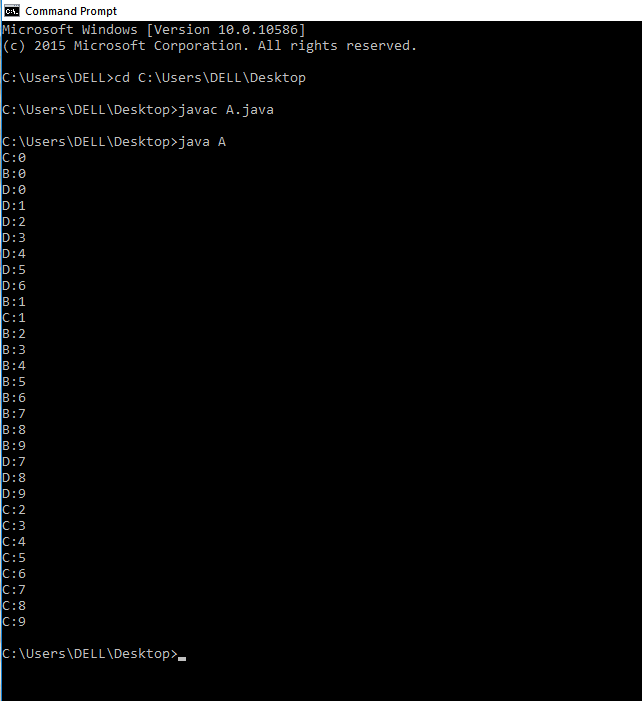 Command Prompt
Microsoft Windows [Version 10.0.10586]
(c) 2015 Microsoft Corporation. All rights reserved.
C:\Users\DELL>cd C:\Users\DELL\Desktop
C:\Users\DELL\Desktop>javac A.java
C:\Users\DELL\Desktop>java A
C:0
B:0
D:0
D:1
D:2
D:3
D:4
D:5
D:6
B:1
C:1
B:2
B:3
B:4
B:5
B:6
B:7
B:8
B:9
D:7
D:8
D:9
C:2
C:3
C:4
C:5
C:6
C:7
C:8
C:9
C:\Users\DELL\Desktop>